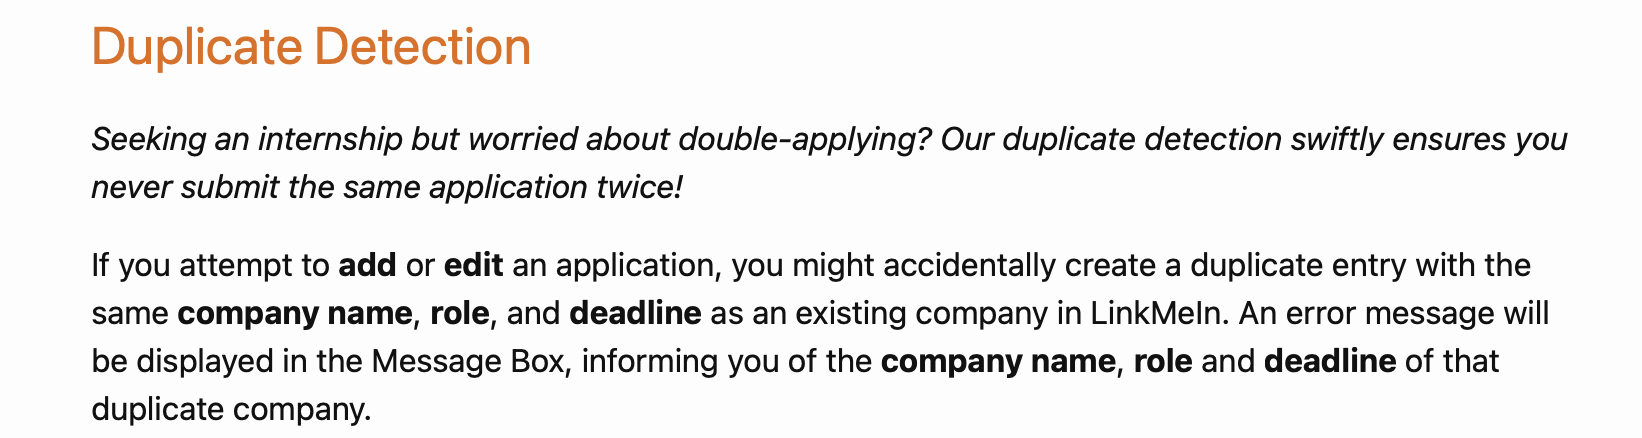 Duplicate Detection
Seeking an internship but worried about double-applying? Our duplicate detection swiftly ensures you
never submit the same application twice!
If you attempt to add or edit an application, you might accidentally create a duplicate entry with the
same company name, role, and deadline as an existing company in LinkMeIn. An error message will
be displayed in the Message Box, informing you of the company name, role and deadline of that
duplicate company.